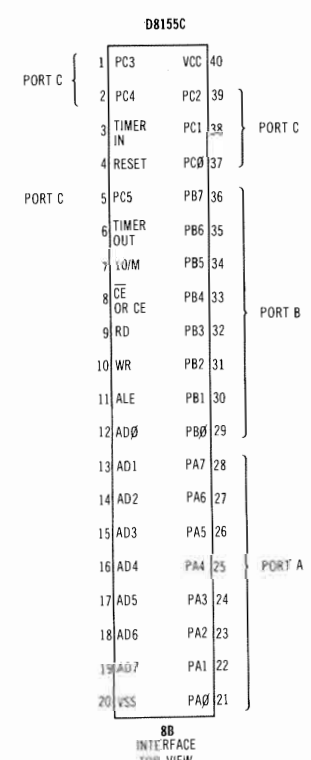 D8155C
1 PC3 VCC 40
PORT C
2 PC4 PC2 39
3 TIMER IN PC1 38 PORT C
4 RESET PCØ 37
PORT C 5 PC5 PB7 36
6 TIMER OUT PB6 35
7 IO/M PB5 34
8 C̅E̅ OR CE PB4 33
PORT B
9 RD PB3 32
10 WR PB2 31
11 ALE PB1 30
12 ADØ PBØ 29
13 AD1 PA7 28
14 AD2 PA6 27
15 AD3 PA5 26
16 AD4 PA4 25 PORT A
17 AD5 PA3 24
18 AD6 PA2 23
19 AD7 PA1 22
20 VSS PAØ 21
8B
INTERFACE
TOP VIEW